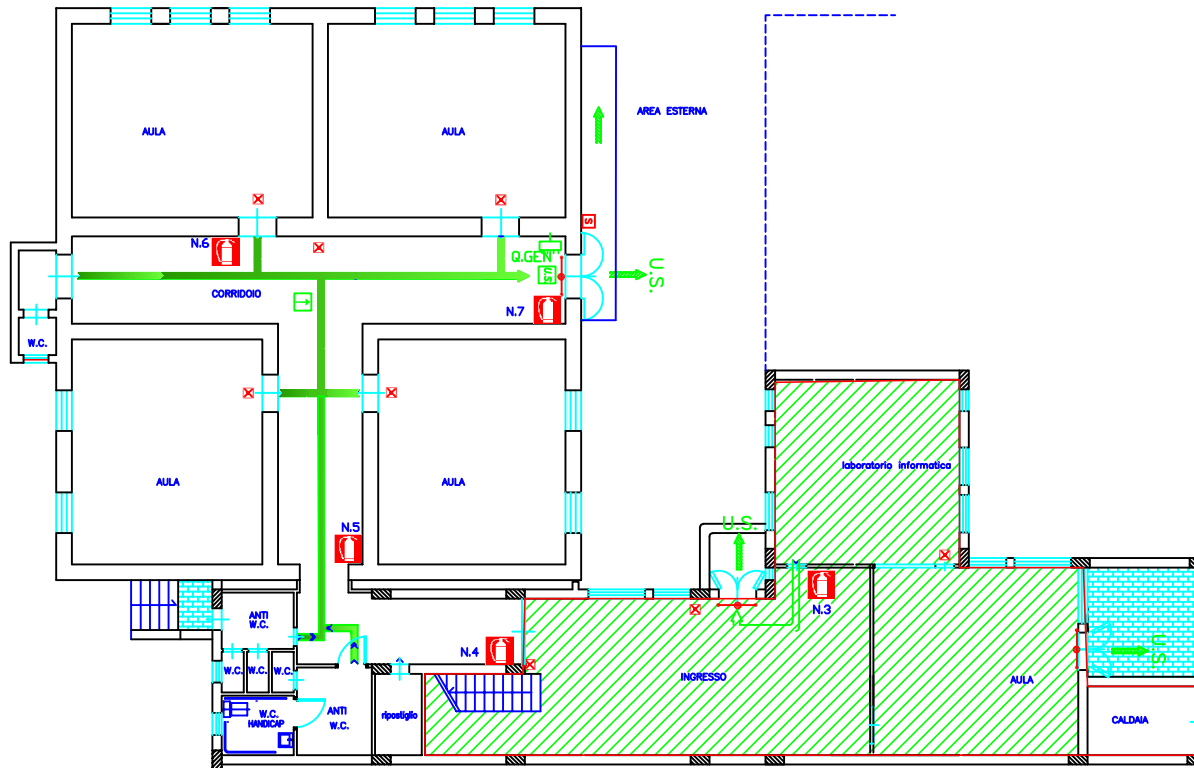 AREA ESTERNA
AULA
AULA
S
N.6
Q.GEN
U.S
U.S.
CORRIDOIO
N.7
W.C.
laboratorio informatica
AULA
AULA
N.5
U.S.
N.3
ANTI
W.C.
N.4
U.S
W.C.
W.C.
W.C.
INGRESSO
AULA
W.C.
HANDICAP
ANTI
W.C.
ripostiglio
CALDAIA